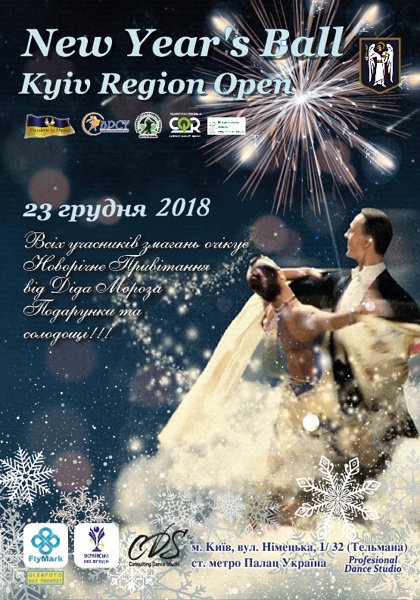 New Year's Ball
Kyiv Region Open
23 грудня 2018
Всіх учасників змагань очікує
Новорічне Привітання
від Діда Мороза
Подарунки та
солодощі!!!
FlyMark
CDS
Consulting Dance Studio
м. Київ, вул. Німецька, 1/32 (Тельмана)
ст. метро Палац Україна
Profesional
Dance Studio